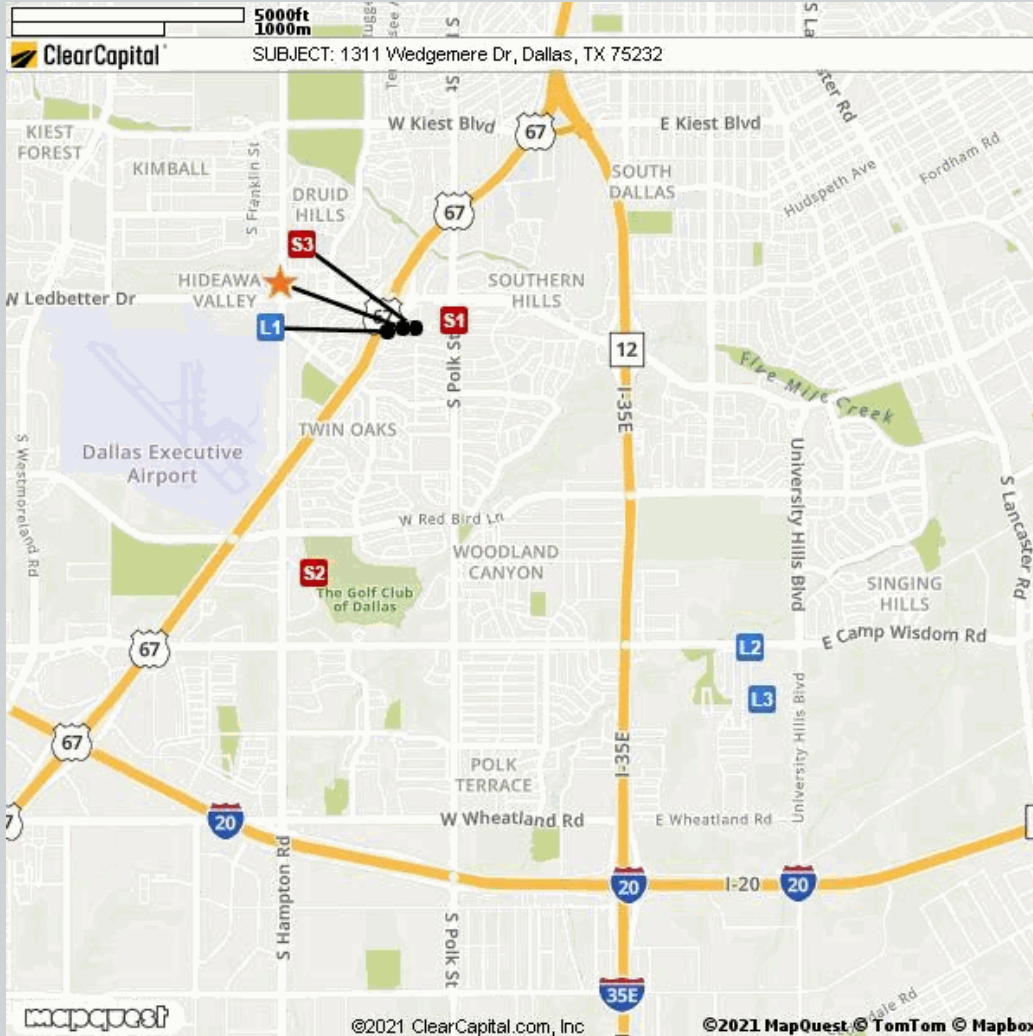 5000ft
1000m
ClearCapital
SUBJECT: 1311 Wedgemere Dr, Dallas, TX 75232
W Kiest Blvd
67
E Kiest Blvd
KIEST
FOREST
KIMBALL
S Franklin St
DRUID
HILLS
SOUTH
DALLAS
Hudspeth Ave
Fordham Rd
67
S3
HIDEAWA
VALLEY
SOUTHERN
HILLS
W Ledbetter Dr
67
L1
S1
S Polk St
12
I-35E
Five Mile Creek
TWIN OAKS
Dallas Executive
Airport
S Westmoreland Rd
University Hills Blvd
S Lancaster Rd
W Red Bird Ln
WOODLAND
CANYON
S2
The Golf Club
of Dallas
SINGING
HILLS
67
L2
E Camp Wisdom Rd
L3
University Hills Blvd
67
I-35E
POLK
TERRACE
20
W Wheatland Rd
E Wheatland Rd
20
I-20
20
S Hampton Rd
S Polk St
35E
mapquest
©2021 ClearCapital.com, Inc
©2021 MapQuest © TomTom © Mapbox